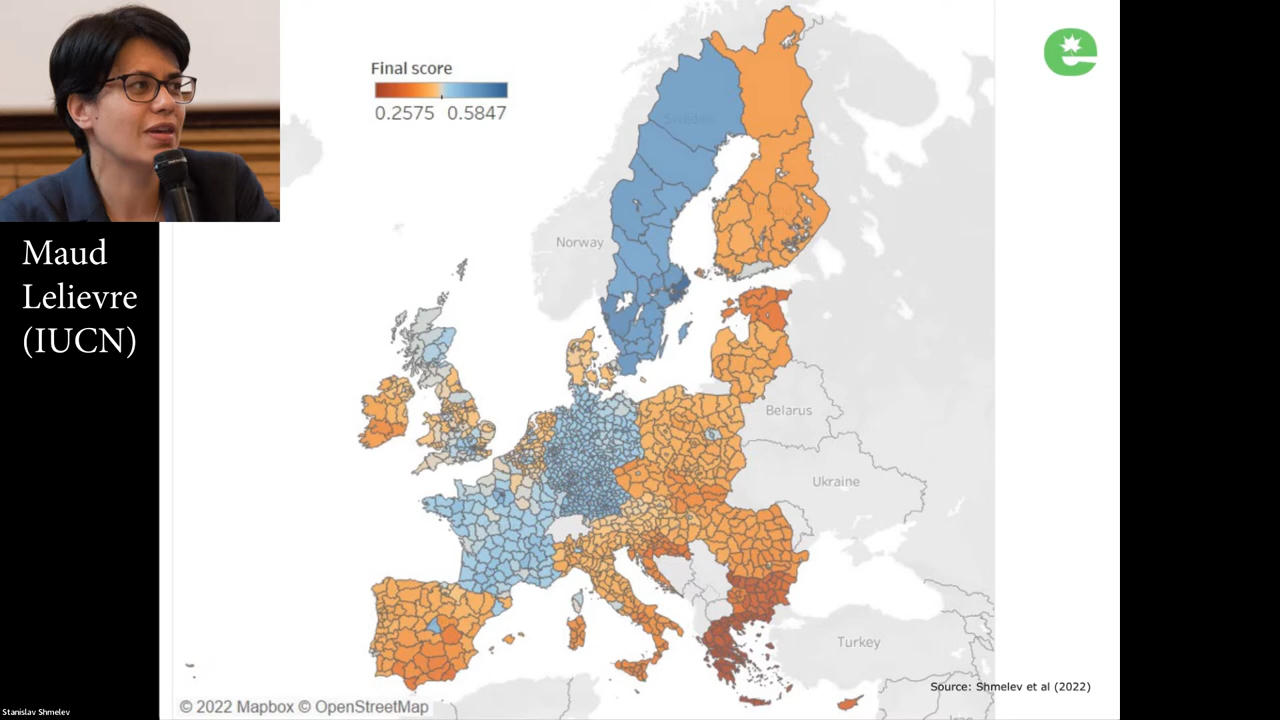 Final score
0.2575 0.5847
Sweden
Norway
Maud
Lelievre
(IUCN)
Belarus
Ukraine
Turkey
Source: Shmelev et al (2022)
© 2022 Mapbox © OpenStreetMap
Stanislav Shmelev